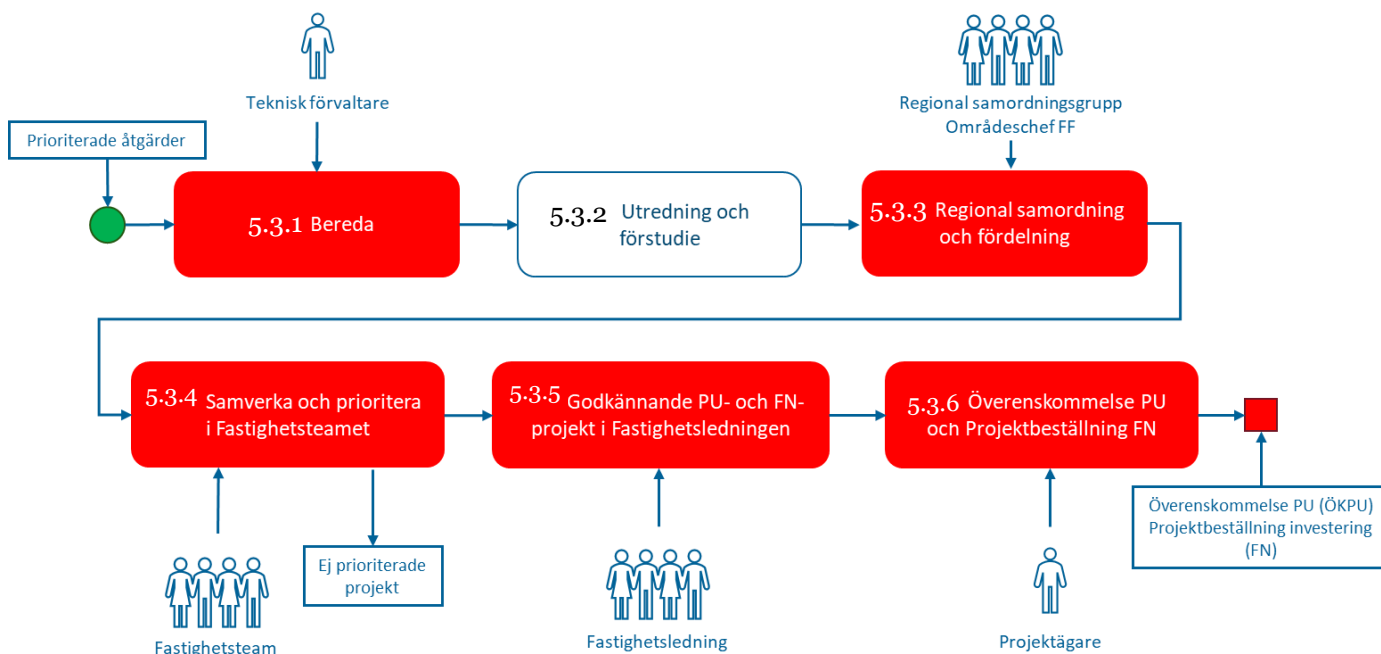 Teknisk förvaltare
Regional samordningsgrupp
Områdeschef FF
Prioriterade åtgärder
5.3.1 Bereda
5.3.2 Utredning och
förstudie
5.3.3 Regional samordning
och fördelning
5.3.4 Samverka och prioritera
i Fastighetsteamet
5.3.5 Godkännande PU- och FN-
projekt i Fastighetsledningen
5.3.6 Överenskommelse PU
och Projektbeställning FN
Överenskommelse PU (ÖKPU)
Projektbeställning investering
(FN)
Ej prioriterade
projekt
Fastighetsteam
Fastighetsledning
Projektägare